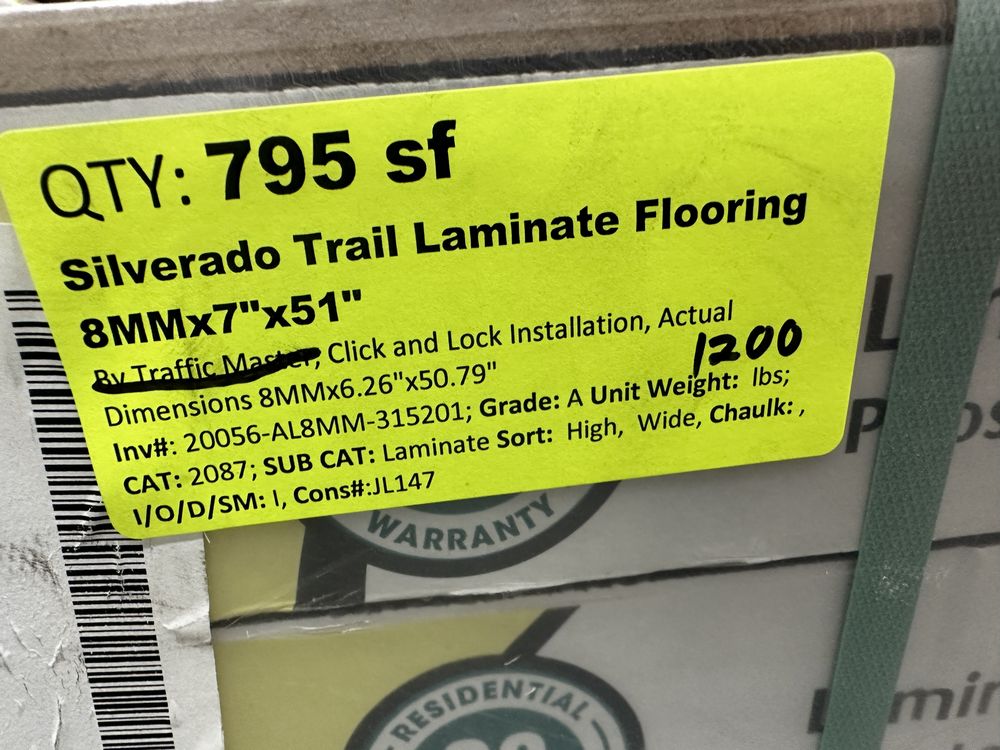 QTY: 795 sf
Silverado Trail Laminate Flooring
8MMx7"x51"
By Traffic Master, Click and Lock Installation, Actual
1200
Dimensions 8MMx6.26"x50.79"
Inv#: 20056-AL8MM-315201; Grade: A Unit Weight: lbs;
CAT: 2087; SUB CAT: Laminate Sort: High, Wide, Chaulk: ,
I/O/D/SM: I, Cons#:JL147
WARRANTY
RESIDENTIAL